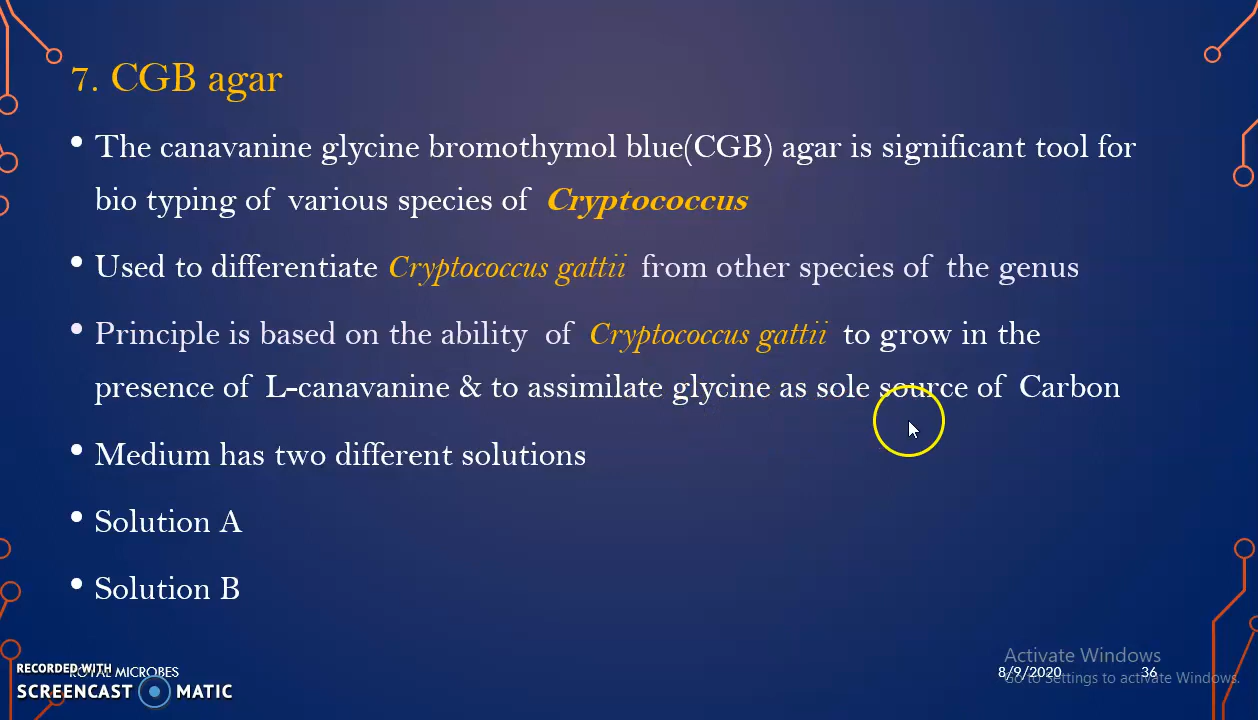 7. CGB agar
• The canavanine glycine bromothymol blue(CGB) agar is significant tool for
bio typing of various species of Cryptococcus
• Used to differentiate Cryptococcus gattii from other species of the genus
• Principle is based on the ability of Cryptococcus gattii to grow in the
presence of L-canavanine & to assimilate glycine as sole source of Carbon
• Medium has two different solutions
• Solution A
• Solution B
Activate Windows
Go to Settings to activate Windows.
8/9/2020
36
RECORDED WITH
ROYAL MICROBES
SCREENCAST MATIC